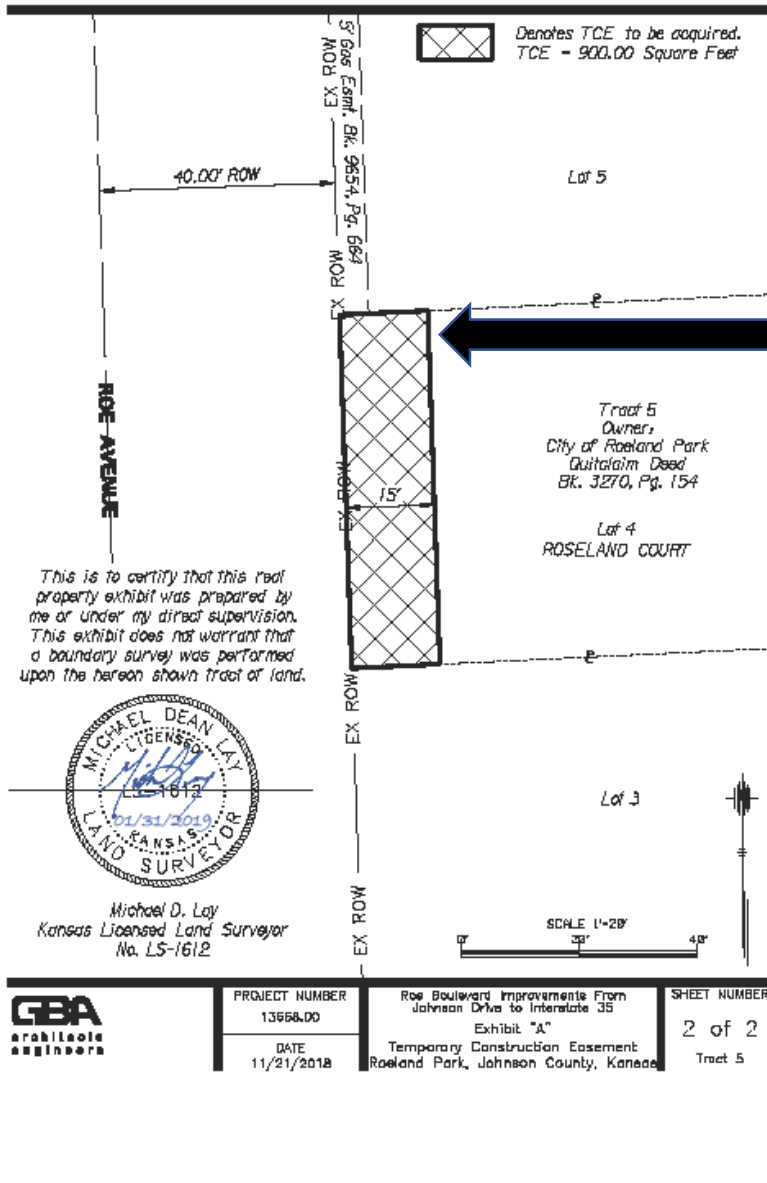 Denotes TCE to be acquired.
TCE = 900.00 Square Feet
5' Gas Esmt. Bk. 9654, Pg. 664
EX ROW
40.00' ROW
Lot 5
EX ROW
ROE AVENUE
EX ROW
15'
Tract 5
Owner:
City of Roeland Park
Quitclaim Deed
Bk. 3270, Pg. 154
Lot 4
ROSELAND COURT
This is to certify that this real
property exhibit was prepared by
me or under my direct supervision.
This exhibit does not warrant that
a boundary survey was performed
upon the hereon shown tract of land.
EX ROW
MICHAEL DEAN LAY
LICENSED
LS-1612
01/31/2019
KANSAS
LAND SURVEYOR
Lot 3
Michael D. Lay
Kansas Licensed Land Surveyor
No. LS-1612
EX ROW
SCALE 1"=20'
0' 20' 40'
GBA
architects
engineers
PROJECT NUMBER
13668.00
DATE
11/21/2018
Roe Boulevard Improvements From
Johnson Drive to Interstate 35
Exhibit "A"
Temporary Construction Easement
Roeland Park, Johnson County, Kansas
SHEET NUMBER
2 of 2
Tract 5